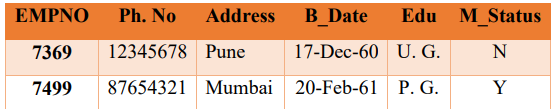 EMPNO Ph. No Address B_Date Edu M_Status
7369 12345678 Pune 17-Dec-60 U. G. N
7499 87654321 Mumbai 20-Feb-61 P. G. Y